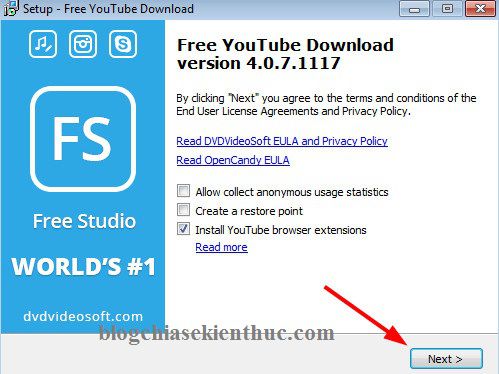 Setup - Free YouTube Download
FS
Free Studio
WORLD'S #1
dvdvideosoft.com
Free YouTube Download
version 4.0.7.1117
By clicking "Next" you agree to the terms and conditions of the
End User License Agreements and Privacy Policy.
Read DVDVideoSoft EULA and Privacy Policy
Read OpenCandy EULA
Allow collect anonymous usage statistics
Create a restore point
Install YouTube browser extensions
Read more
blogchiasekienthuc.com
Next >